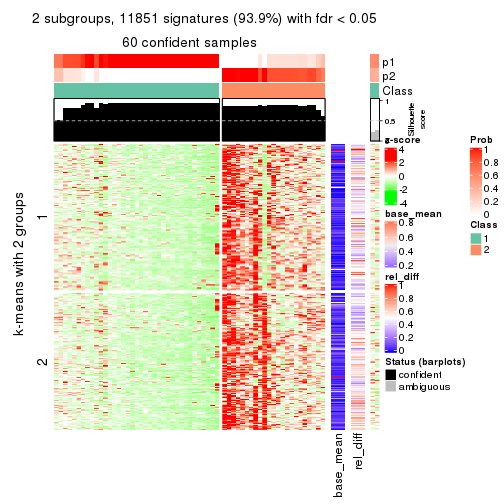 2 subgroups, 11851 signatures (93.9%) with fdr < 0.05
60 confident samples
p1
p2
Class
1
0.5
0
Silhouette
score
k-means with 2 groups
1
2
base_mean
rel_diff
z-score
4
2
0
-2
-4
base_mean
0.8
0.6
0.4
0.2
rel_diff
1
0.8
0.6
0.4
0.2
0
Status (barplots)
confident
ambiguous
Prob
1
0.8
0.6
0.4
0.2
0
Class
1
2